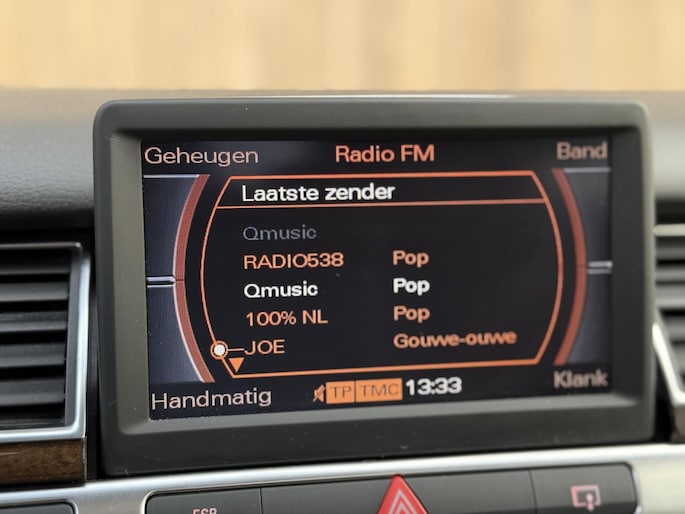 Geheugen Radio FM Band
Laatste zender
Qmusic
RADIO538 Pop
Qmusic Pop
100% NL Pop
JOE Gouwe-ouwe
Handmatig TP TMC 13:33 Klank
ESP